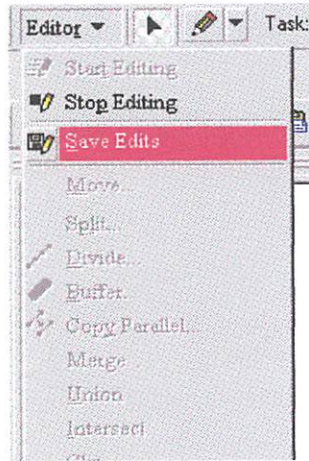 Editor Task:
Start Editing
Stop Editing
Save Edits
Move...
Split...
Divide...
Buffer...
Copy Parallel...
Merge...
Union
Intersect